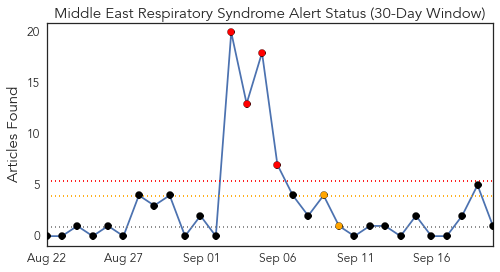 Middle East Respiratory Syndrome Alert Status (30-Day Window)
Articles Found
20
15
10
5
0
Aug 22 Aug 27 Sep 01 Sep 06 Sep 11 Sep 16